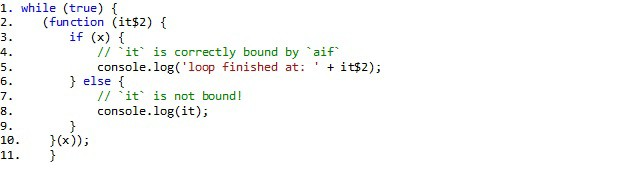 1. while (true) {
2.    (function (it$2) {
3.        if (x) {
4.            // `it` is correctly bound by `aif`
5.            console.log('loop finished at: ' + it$2);
6.        } else {
7.            // `it` is not bound!
8.            console.log(it);
9.        }
10.    }(x));
11.    }